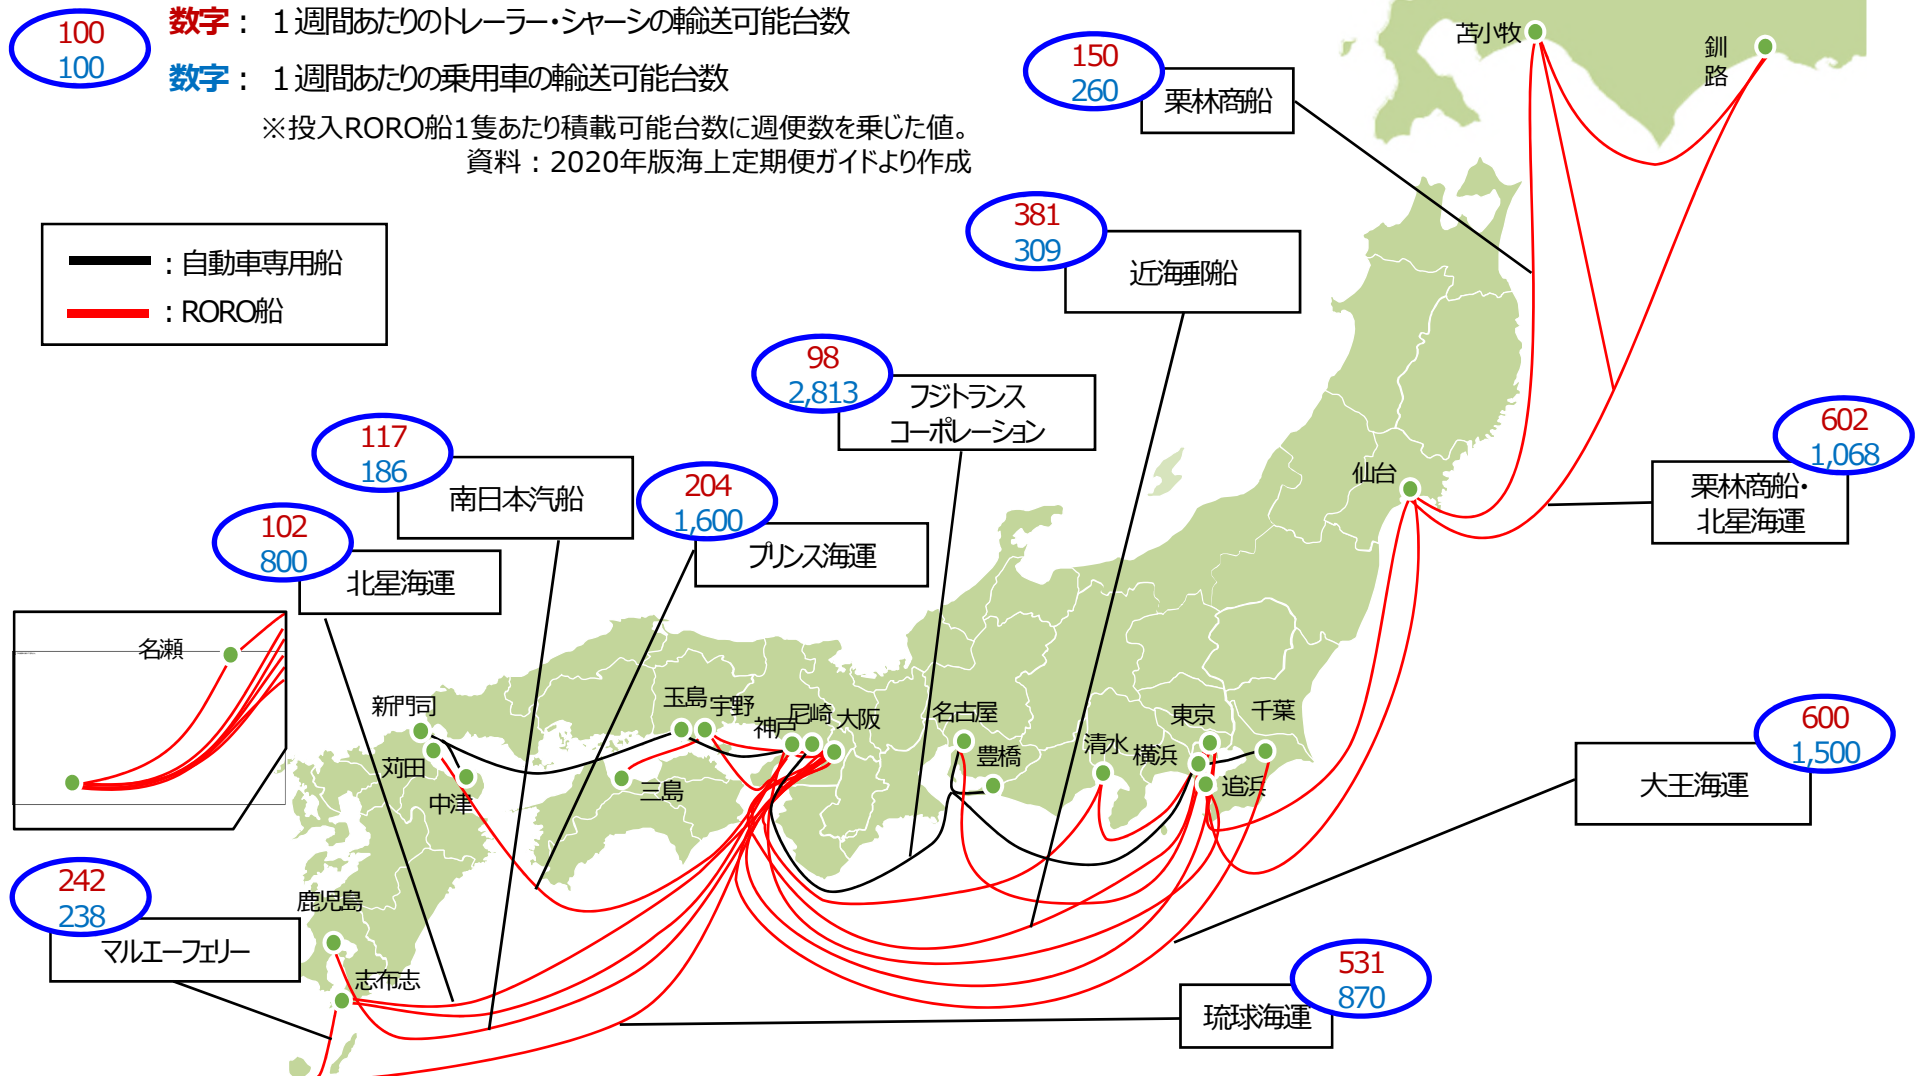 100
100
数字： １週間あたりのトレーラー・シャーシの輸送可能台数
数字： １週間あたりの乗用車の輸送可能台数
※投入RORO船1隻あたり積載可能台数に週便数を乗じた値。
資料：2020年版海上定期便ガイドより作成
：自動車専用船
：RORO船
苫小牧
釧
路
150
260
栗林商船
381
309
近海郵船
98
2,813
フジトランス
コーポレーション
117
186
南日本汽船
204
1,600
プリンス海運
102
800
北星海運
602
1,068
栗林商船・
北星海運
仙台
名瀬
新門司
苅田
中津
玉島
宇野
三島
神戸
尼崎
大阪
名古屋
豊橋
清水
横浜
東京
千葉
追浜
600
1,500
大王海運
242
238
マルエーフェリー
鹿児島
志布志
531
870
琉球海運